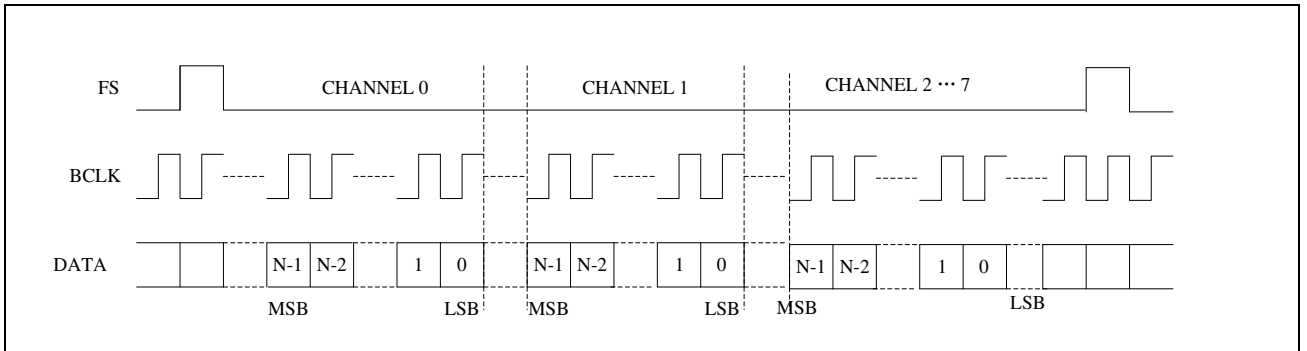 FS CHANNEL 0 CHANNEL 1 CHANNEL 2 ··· 7
BCLK
DATA N-1 N-2 1 0 N-1 N-2 1 0 N-1 N-2 1 0
MSB LSB MSB LSB MSB LSB